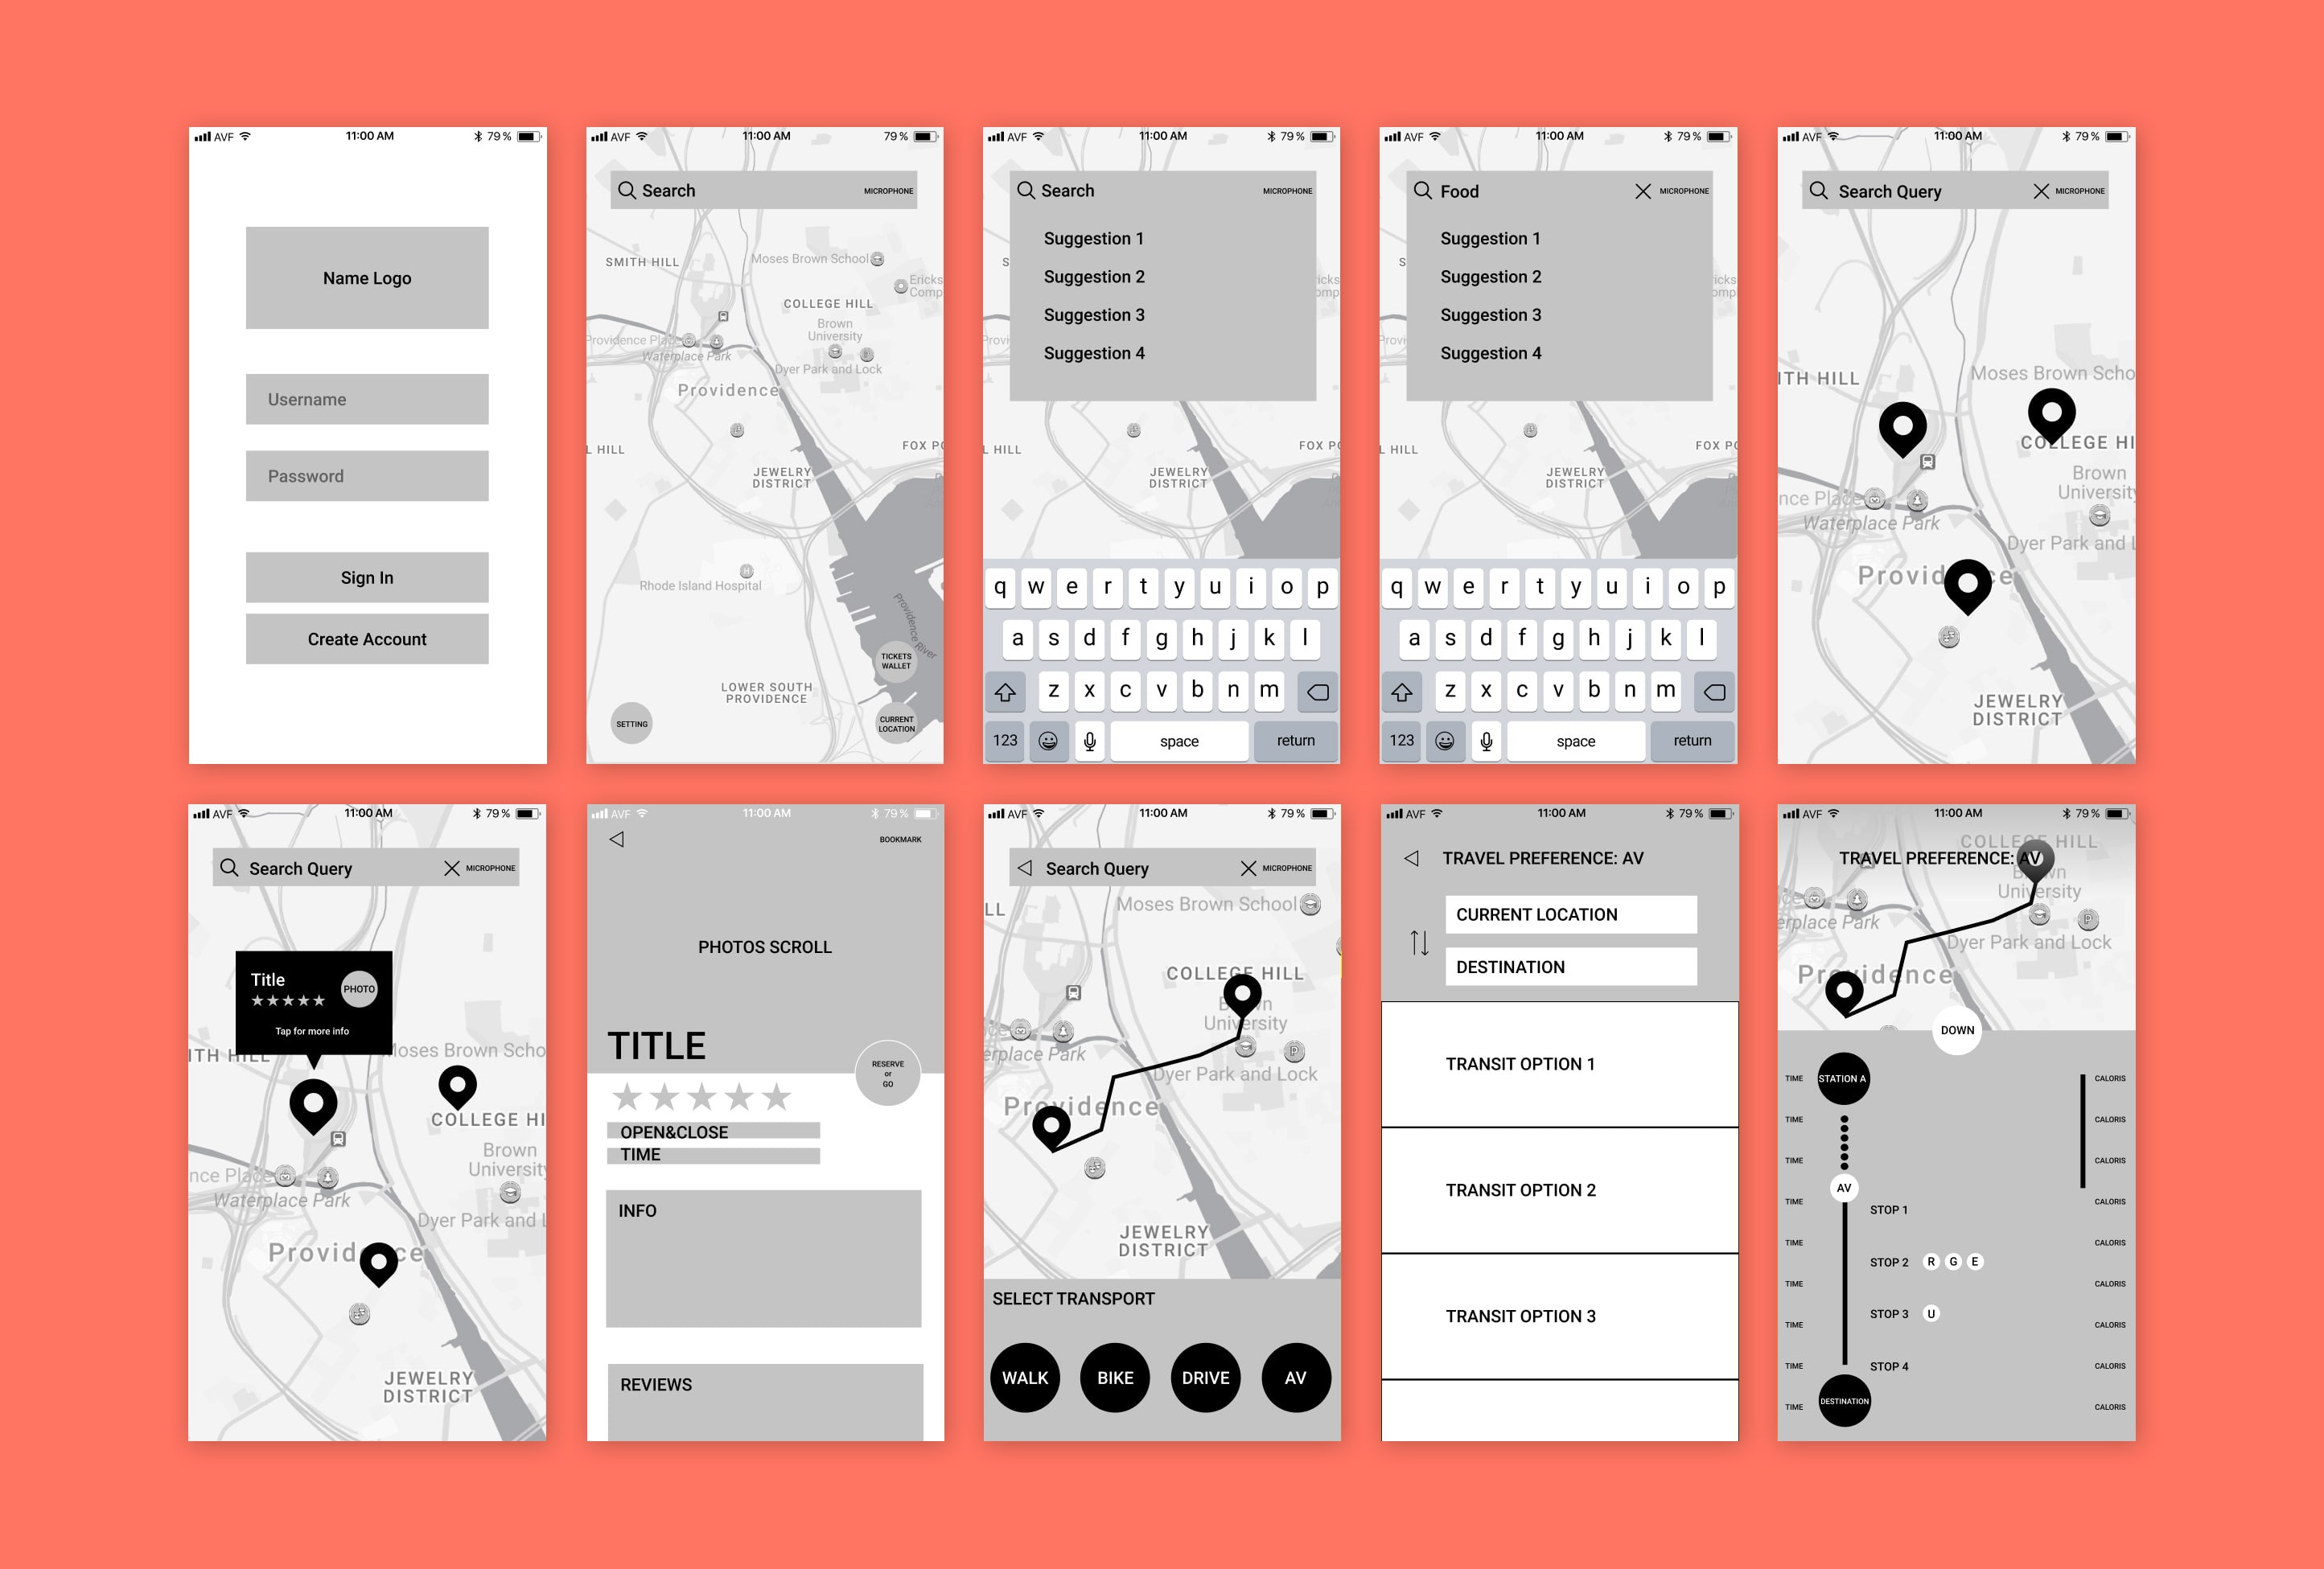 AVF 11:00 AM 79 %
Name Logo
Username
Password
Sign In
Create Account
AVF 11:00 AM 79 %
Search MICROPHONE
SMITH HILL
Moses Brown School
Ericks
Comp
COLLEGE HILL
Brown
University
Providence Plac
Waterplace Park
Dyer Park and Lock
Providence
L HILL
FOX PO
JEWELRY
DISTRICT
Rhode Island Hospital
Providence River
TICKETS
WALLET
LOWER SOUTH
PROVIDENCE
SETTING
CURRENT
LOCATION
AVF 11:00 AM 79 %
Search MICROPHONE
Suggestion 1
S
Suggestion 2
ricks
omp
Suggestion 3
Provi
Suggestion 4
L HILL
FOX PO
JEWELRY
DISTRICT
q w e r t y u i o p
a s d f g h j k l
z x c v b n m
123 space return
AVF 11:00 AM 79 %
Food MICROPHONE
Suggestion 1
S
Suggestion 2
ricks
ompl
Suggestion 3
Provi
Suggestion 4
L HILL
FOX PO
JEWELRY
DISTRICT
q w e r t y u i o p
a s d f g h j k l
z x c v b n m
123 space return
AVF 11:00 AM 79 %
Search Query MICROPHONE
ITH HILL
Moses Brown Scho
COLLEGE HI
Brown
University
nce Place
Waterplace Park
Dyer Park and L
Provid ce
JEWELRY
DISTRICT
AVF 11:00 AM 79 %
Search Query MICROPHONE
Title
PHOTO
Tap for more info
ITH HILL
Moses Brown Scho
COLLEGE HI
Brown
University
nce Place
Waterplace Park
Dyer Park and L
Provid ce
JEWELRY
DISTRICT
AVF 11:00 AM 79 %
BOOKMARK
PHOTOS SCROLL
TITLE
RESERVE
or
GO
OPEN&CLOSE
TIME
INFO
REVIEWS
AVF 11:00 AM 79 %
Search Query MICROPHONE
LL
Moses Brown School
COLLEGE HILL
University
ce
erplace Park
P
Dyer Park and Lock
Providence
JEWELRY
DISTRICT
SELECT TRANSPORT
WALK BIKE DRIVE AV
AVF 11:00 AM 79 %
TRAVEL PREFERENCE: AV
CURRENT LOCATION
DESTINATION
TRANSIT OPTION 1
TRANSIT OPTION 2
TRANSIT OPTION 3
AVF 11:00 AM 79 %
COLLEGE HILL
TRAVEL PREFERENCE: AV
University
erplace Park
P
Dyer Park and Lock
Providence
DOWN
TIME STATION A CALORIS
TIME CALORIS
TIME CALORIS
AV
TIME CALORIS
STOP 1
TIME CALORIS
STOP 2 R G E
TIME CALORIS
STOP 3 U
TIME CALORIS
TIME STOP 4 CALORIS
TIME DESTINATION CALORIS